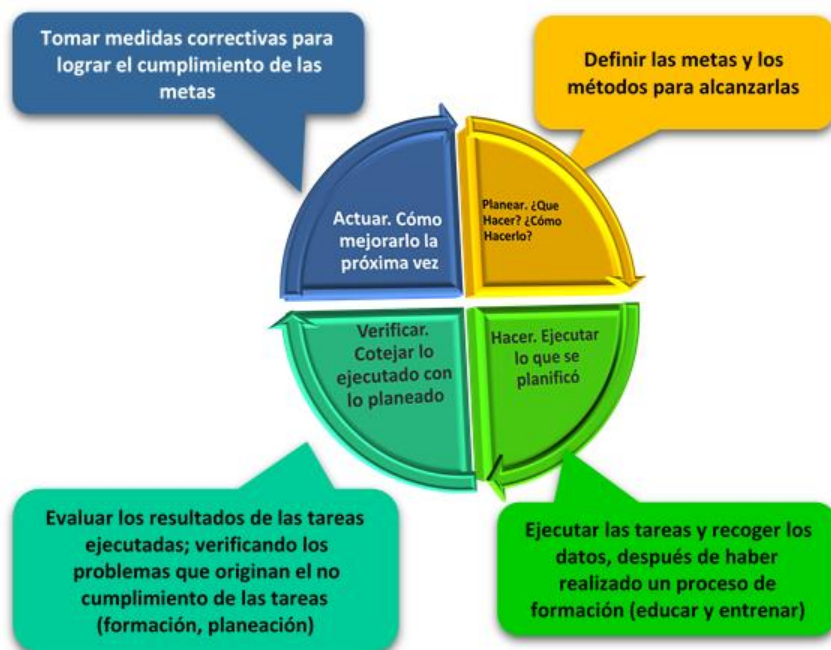 Tomar medidas correctivas para
lograr el cumplimiento de las
metas
Definir las metas y los
métodos para alcanzarlas
Actuar. Cómo
mejorarlo la
próxima vez
Planear. ¿Que
Hacer? ¿Cómo
Hacerlo?
Verificar.
Cotejar lo
ejecutado con
lo planeado
Hacer. Ejecutar
lo que se
planificó
Evaluar los resultados de las tareas
ejecutadas; verificando los
problemas que originan el no
cumplimiento de las tareas
(formación, planeación)
Ejecutar las tareas y recoger los
datos, después de haber
realizado un proceso de
formación (educar y entrenar)